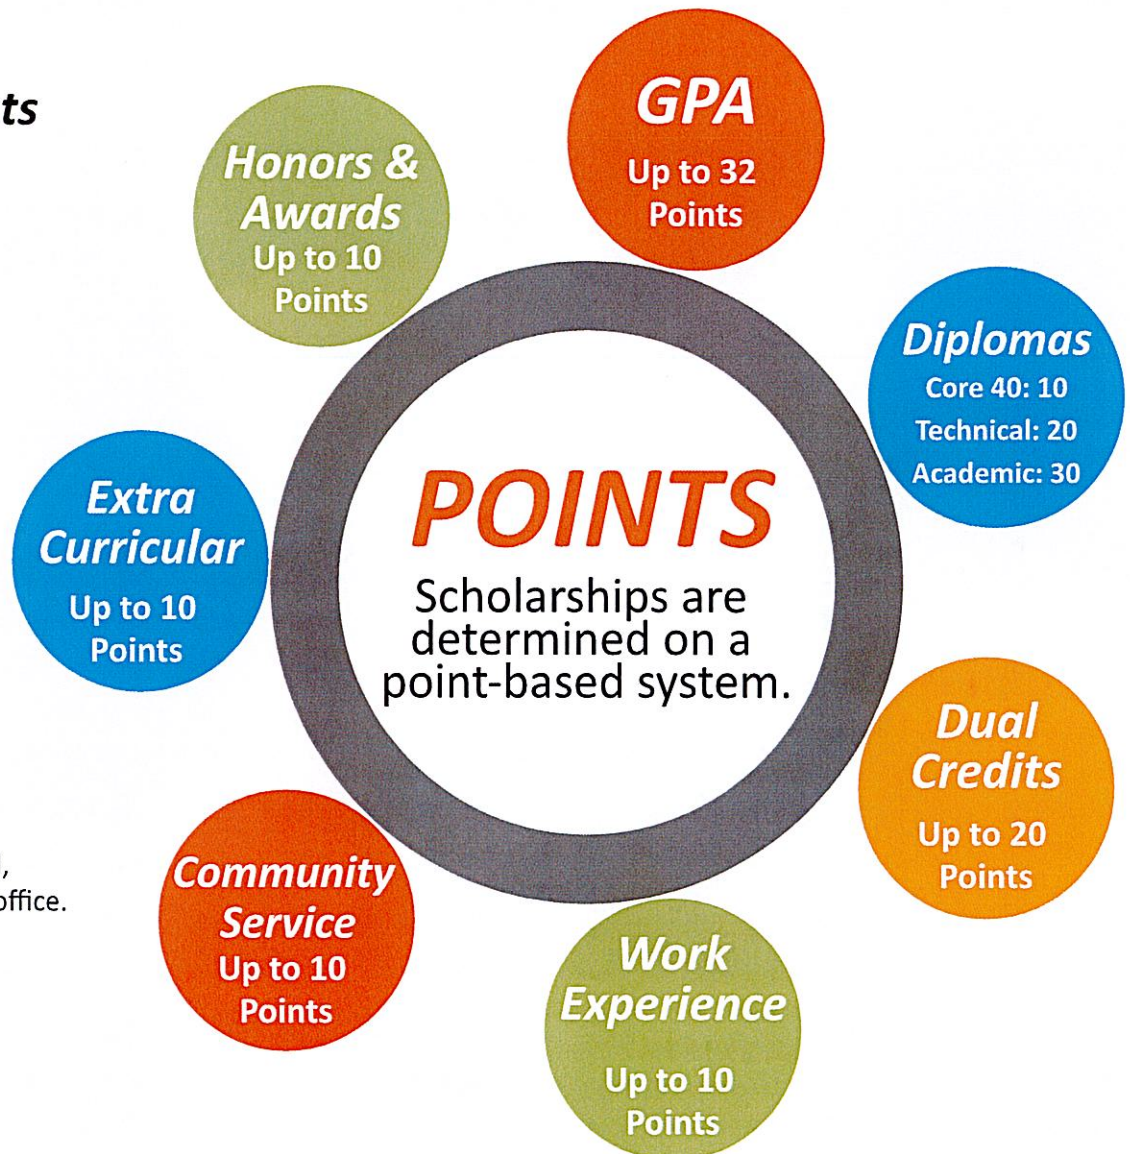 ts
GPA
Up to 32
Points
Honors &
Awards
Up to 10
Points
Diplomas
Core 40: 10
Technical: 20
Academic: 30
Extra
Curricular
Up to 10
Points
POINTS
Scholarships are
determined on a
point-based system.
Dual
Credits
Up to 20
Points
office.
Community
Service
Up to 10
Points
Work
Experience
Up to 10
Points